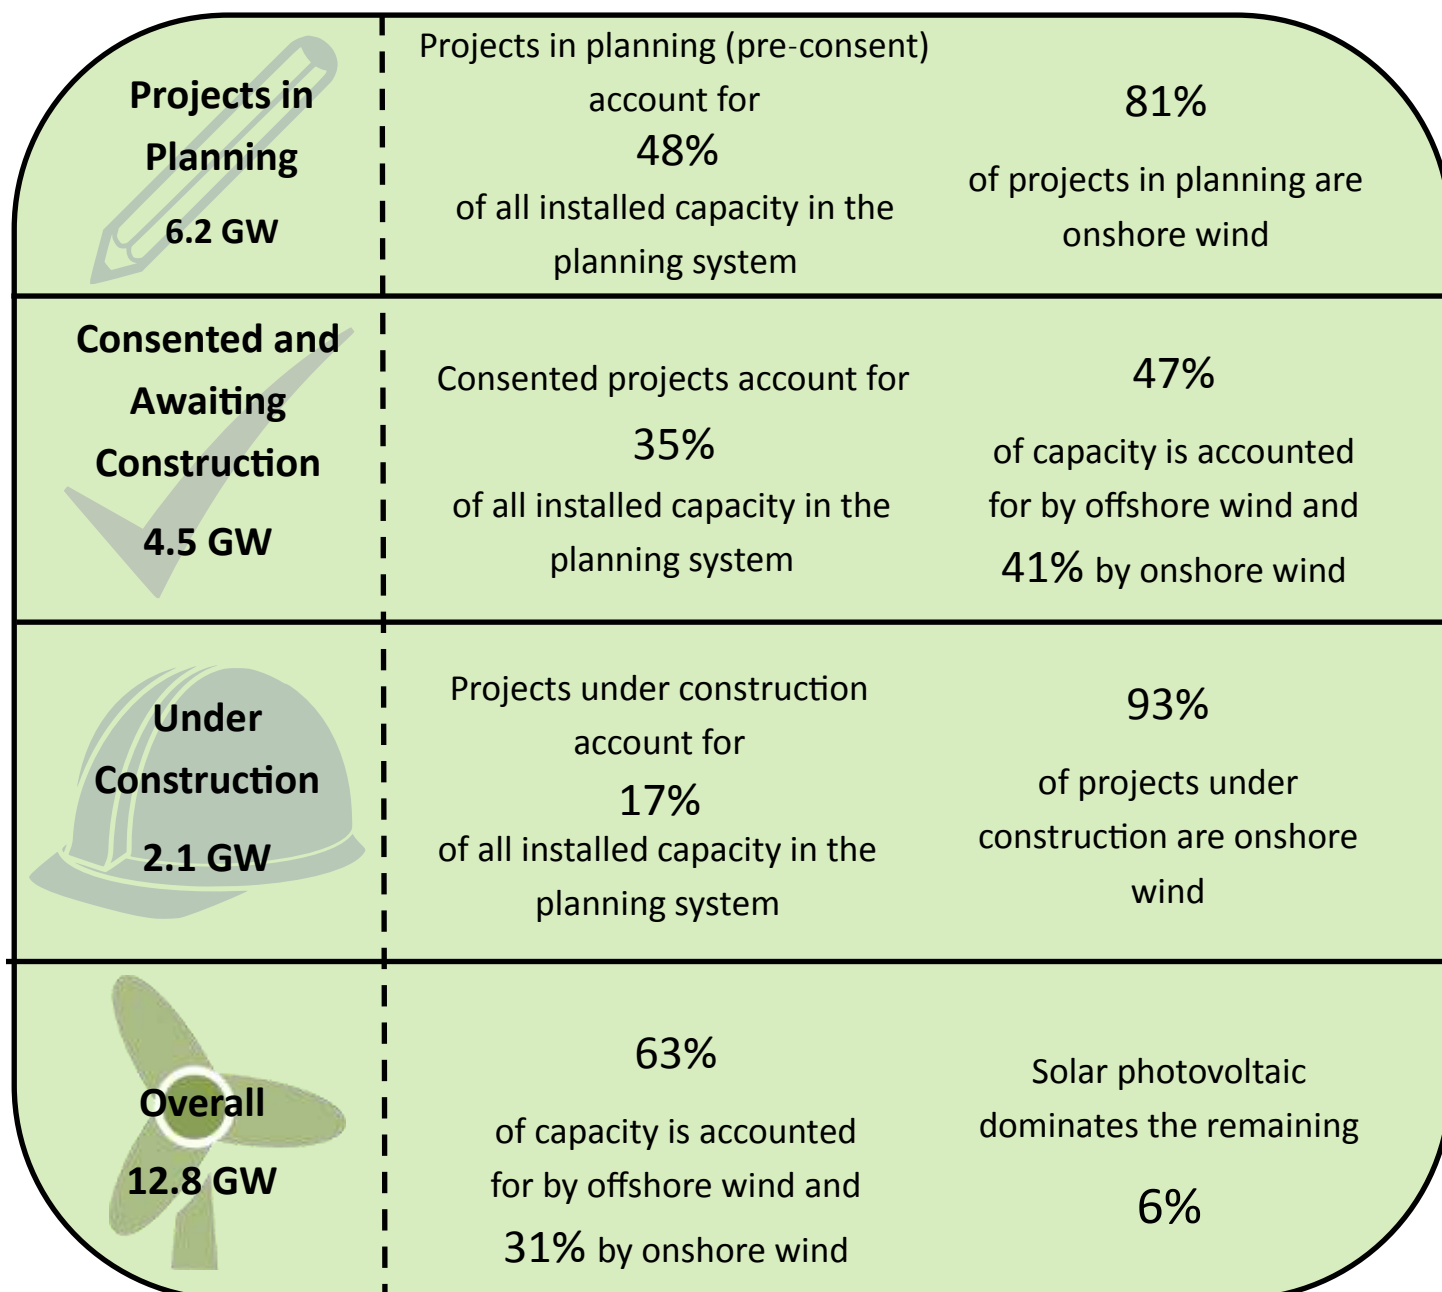 Projects in
Planning
6.2 GW
Projects in planning (pre-consent)
account for
48%
of all installed capacity in the
planning system
81%
of projects in planning are
onshore wind
Consented and
Awaiting
Construction
4.5 GW
Consented projects account for
35%
of all installed capacity in the
planning system
47%
of capacity is accounted
for by offshore wind and
41% by onshore wind
Under
Construction
2.1 GW
Projects under construction
account for
17%
of all installed capacity in the
planning system
93%
of projects under
construction are onshore
wind
Overall
12.8 GW
63%
of capacity is accounted
for by offshore wind and
31% by onshore wind
Solar photovoltaic
dominates the remaining
6%